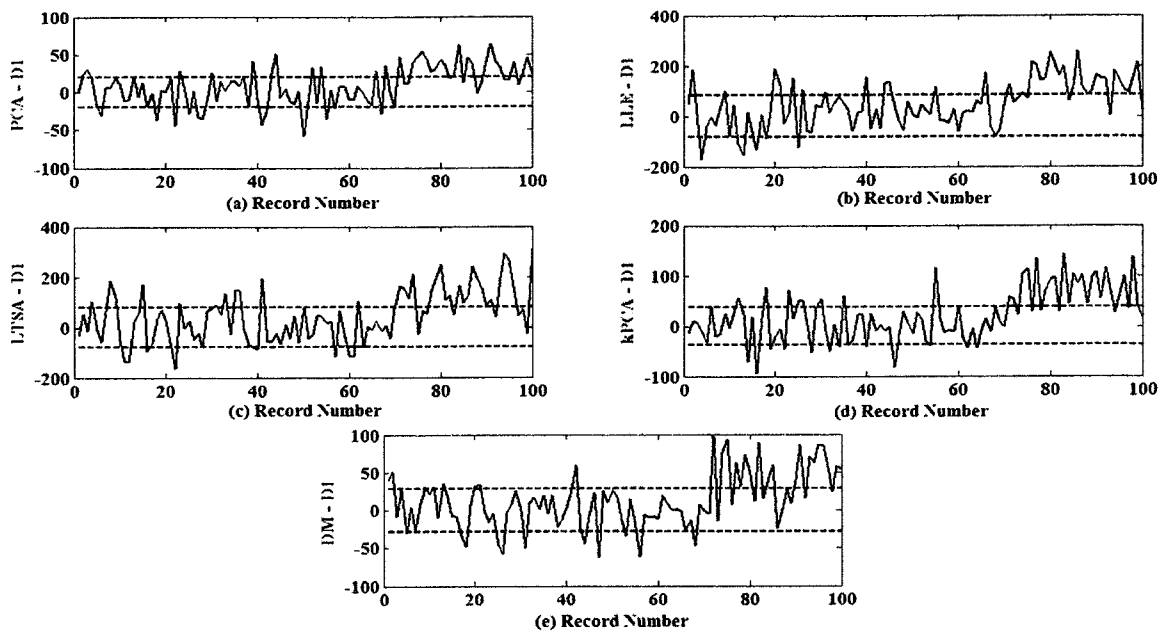 PCA - D1
100
50
0
-50
-100
0 20 40 60 80 100
(a) Record Number
LLE - D1
400
200
0
-200
0 20 40 60 80 100
(b) Record Number
LTSA - D1
400
200
0
-200
0 20 40 60 80 100
(c) Record Number
kPCA - D1
200
100
0
-100
0 20 40 60 80 100
(d) Record Number
DM - D1
100
50
0
-50
-100
0 20 40 60 80 100
(e) Record Number